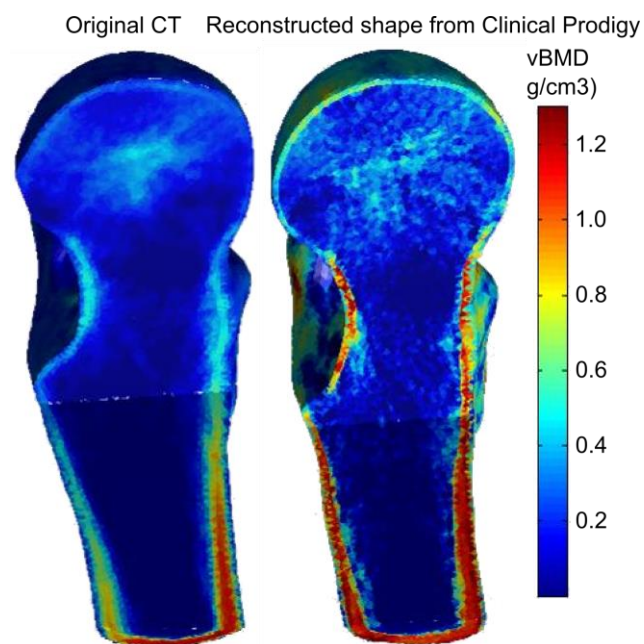 Original CT
Reconstructed shape from Clinical Prodigy
vBMD
g/cm3)
1.2
1.0
0.8
0.6
0.4
0.2